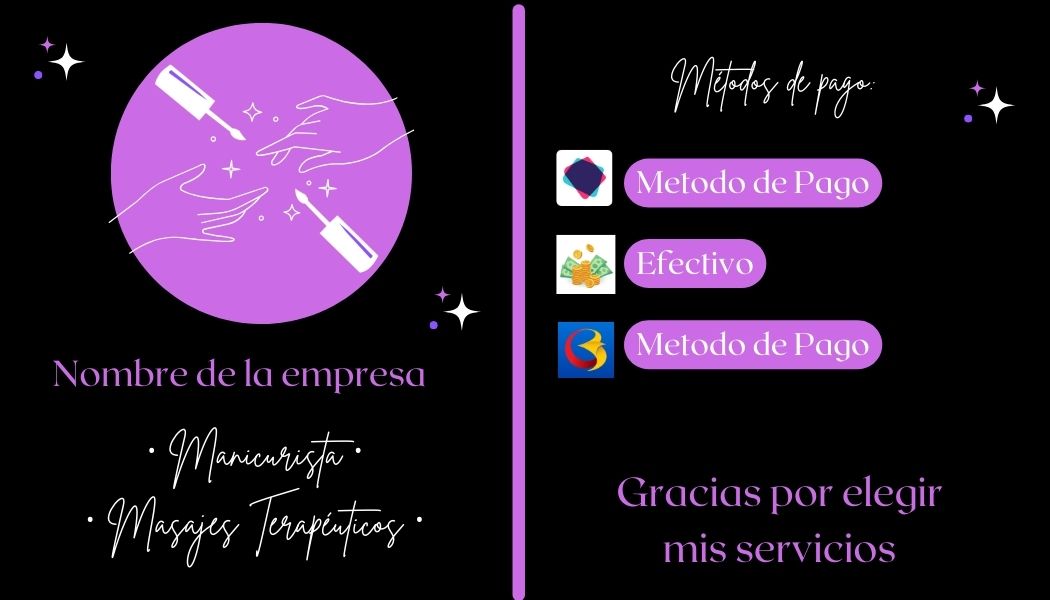 Nombre de la empresa
• Manicurista •
• Masajes Terapéuticos •
Métodos de pago:
Metodo de Pago
Efectivo
Metodo de Pago
Gracias por elegir
mis servicios